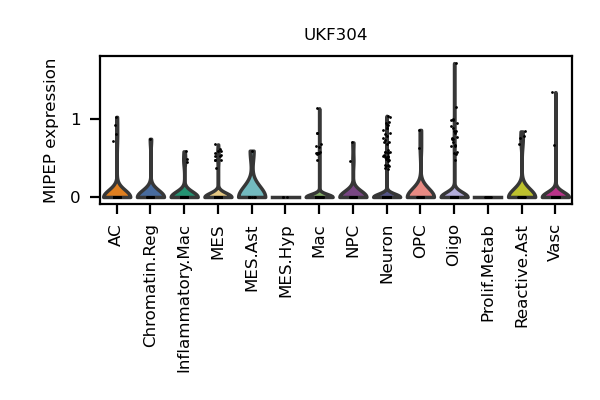 UKF304
MIPEP expression
1
0
AC
Chromatin.Reg
Inflammatory.Mac
MES
MES.Ast
MES.Hyp
Mac
NPC
Neuron
OPC
Oligo
Prolif.Metab
Reactive.Ast
Vasc